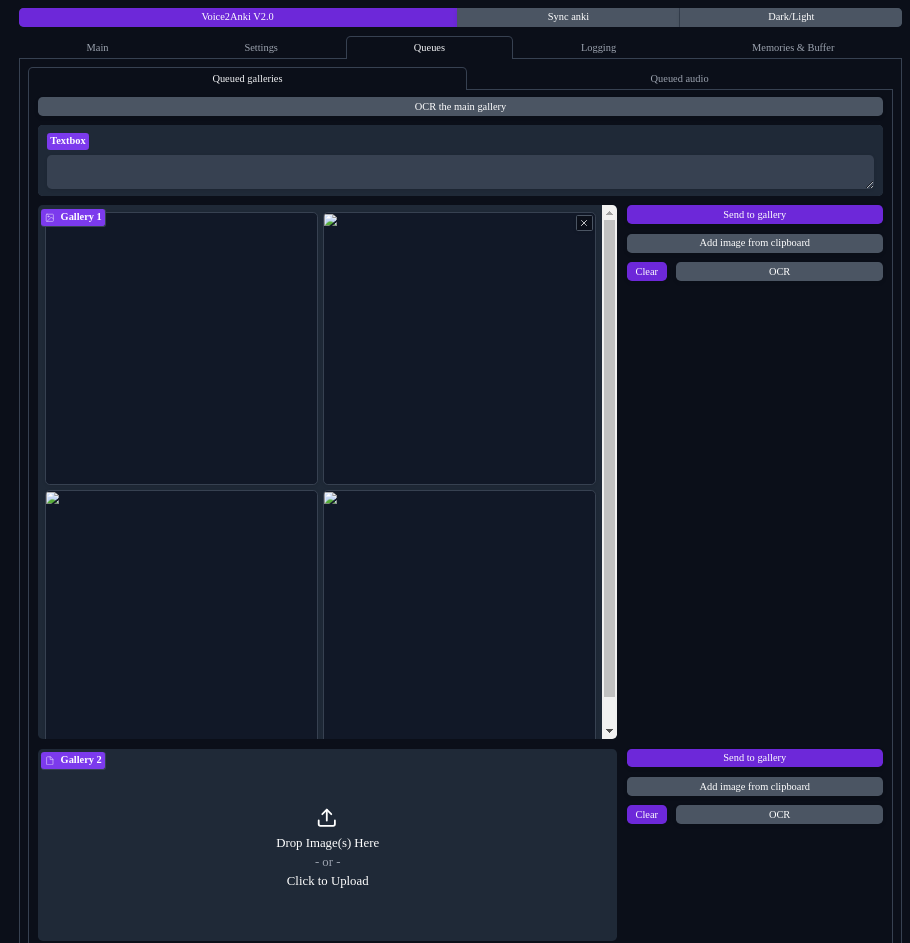 Voice2Anki V2.0
Sync anki
Dark/Light
Main
Settings
Queues
Logging
Memories & Buffer
Queued galleries
Queued audio
OCR the main gallery
Textbox
Gallery 1
Send to gallery
Add image from clipboard
Clear
OCR
Gallery 2
Drop Image(s) Here
- or -
Click to Upload
Send to gallery
Add image from clipboard
Clear
OCR